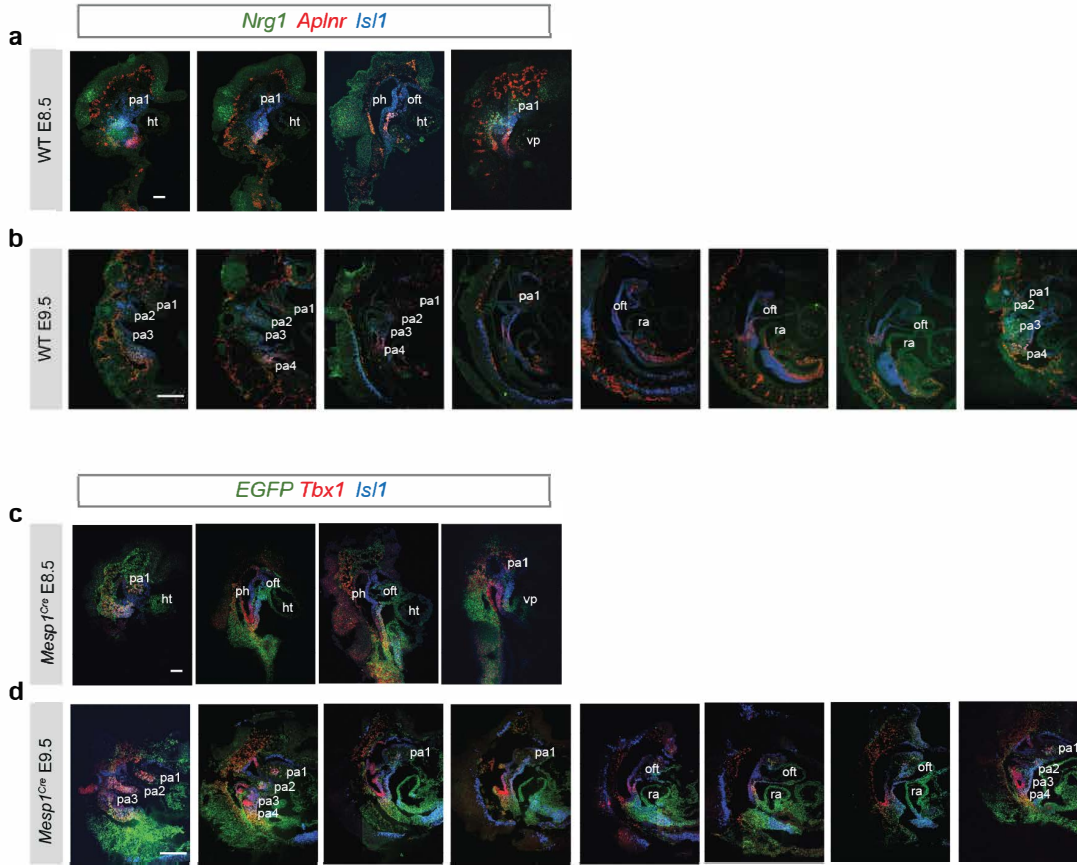 Nrg1 Aplnr Isl1
a
WT E8.5
pa1
ht
pa1
ht
ph
oft
ht
pa1
vp
b
WT E9.5
pa1
pa2
pa3
pa1
pa2
pa3
pa4
pa1
pa2
pa3
pa4
pa1
oft
ra
oft
ra
oft
ra
pa1
pa2
pa3
pa4
EGFP Tbx1 Isl1
c
Mesp1Cre E8.5
pa1
ht
ph
oft
ht
ph
oft
ht
pa1
vp
d
Mesp1Cre E9.5
pa1
pa2
pa3
pa1
pa2
pa3
pa4
pa1
pa1
oft
ra
oft
ra
oft
ra
pa1
pa2
pa3
pa4